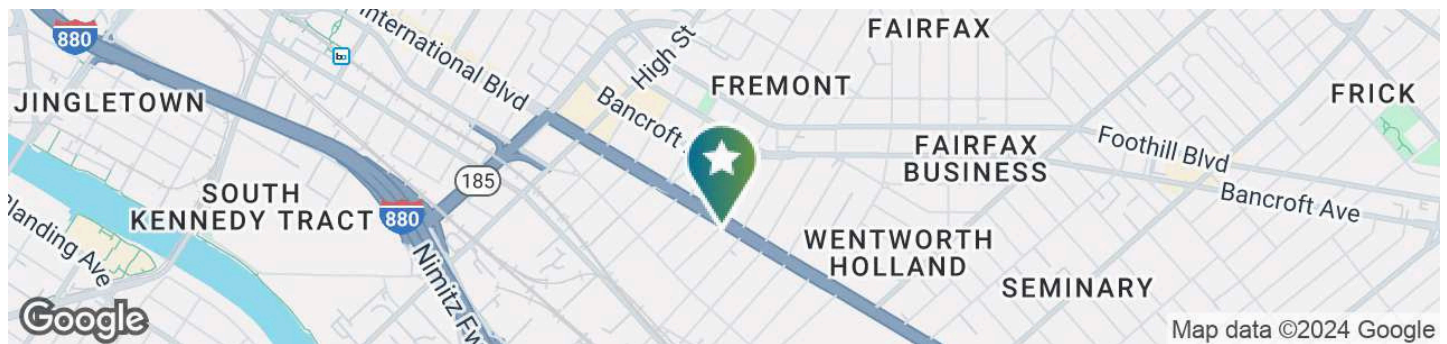 880
International Blvd
High St
FAIRFAX
JINGLETOWN
Bancroft
FREMONT
FRICK
185
FAIRFAX
BUSINESS
Foothill Blvd
SOUTH
KENNEDY TRACT
880
Bancroft Ave
Blanding Ave
Nimitz Fw
WENTWORTH
HOLLAND
SEMINARY
Google
Map data ©2024 Google